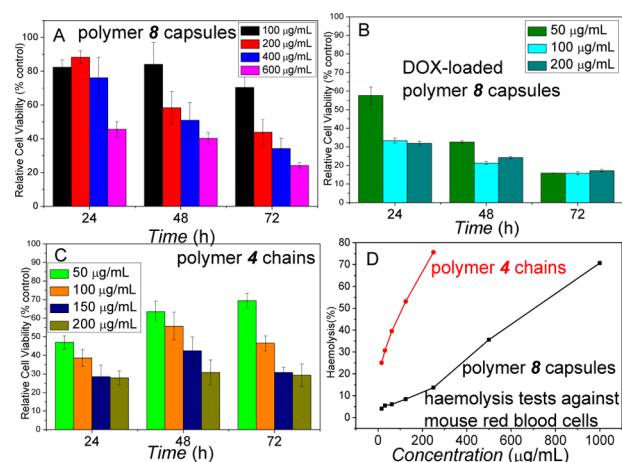 A
polymer 8 capsules
100 μg/mL
200 μg/mL
400 μg/mL
600 μg/mL
Relative Cell Viability (% control)
100
80
60
40
20
0
24
48
72
Time (h)
B
DOX-loaded
polymer 8 capsules
50 μg/mL
100 μg/mL
200 μg/mL
Relative Cell Viability (% control)
100
90
80
70
60
50
40
30
20
10
0
24
48
72
Time (h)
C
polymer 4 chains
50 μg/mL
100 μg/mL
150 μg/mL
200 μg/mL
Relative Cell Viability (% control)
100
90
80
70
60
50
40
30
20
10
0
24
48
72
Time (h)
D
polymer 4 chains
polymer 8 capsules
haemolysis tests against
mouse red blood cells
Haemolysis(%)
80
70
60
50
40
30
20
10
0
0
200
400
600
800
1000
Concentration (μg/mL)